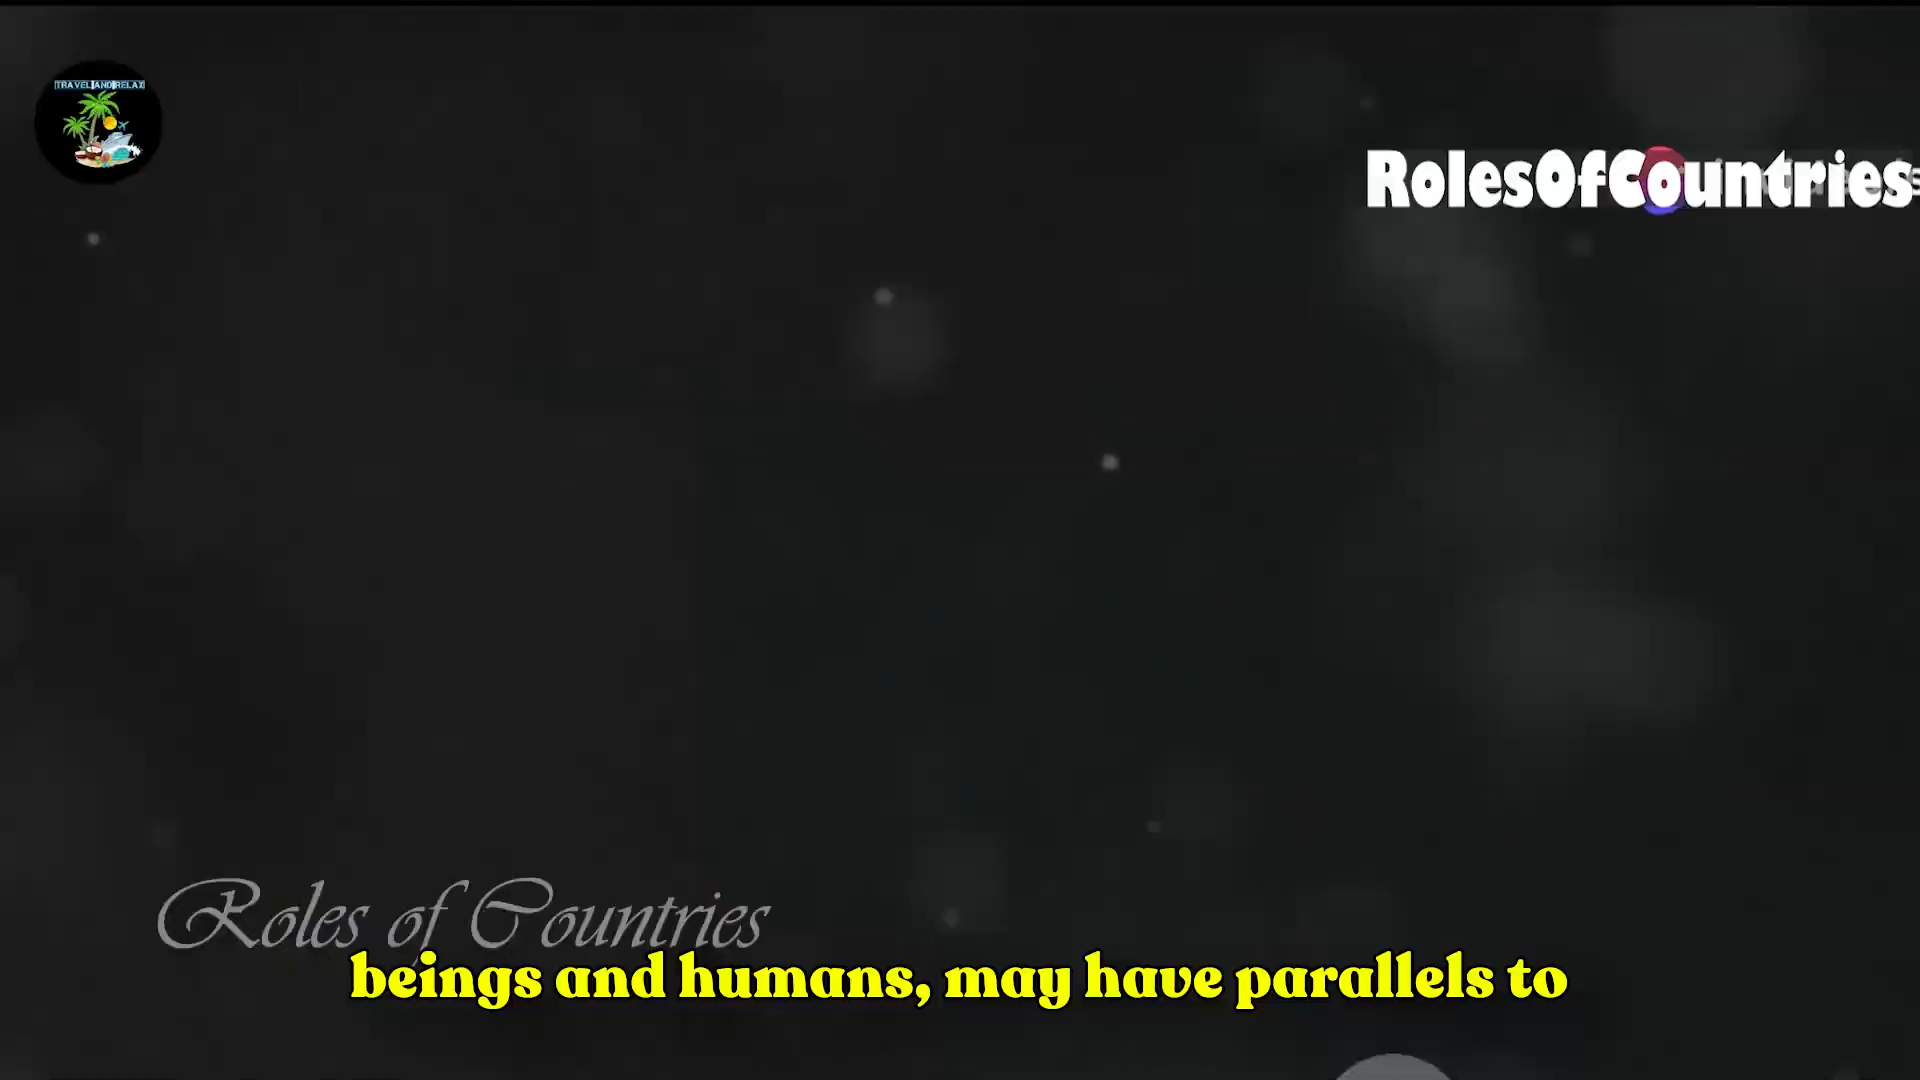 TRAVEL AND RELAX
RolesOfCountries
Roles of Countries
beings and humans, may have parallels to